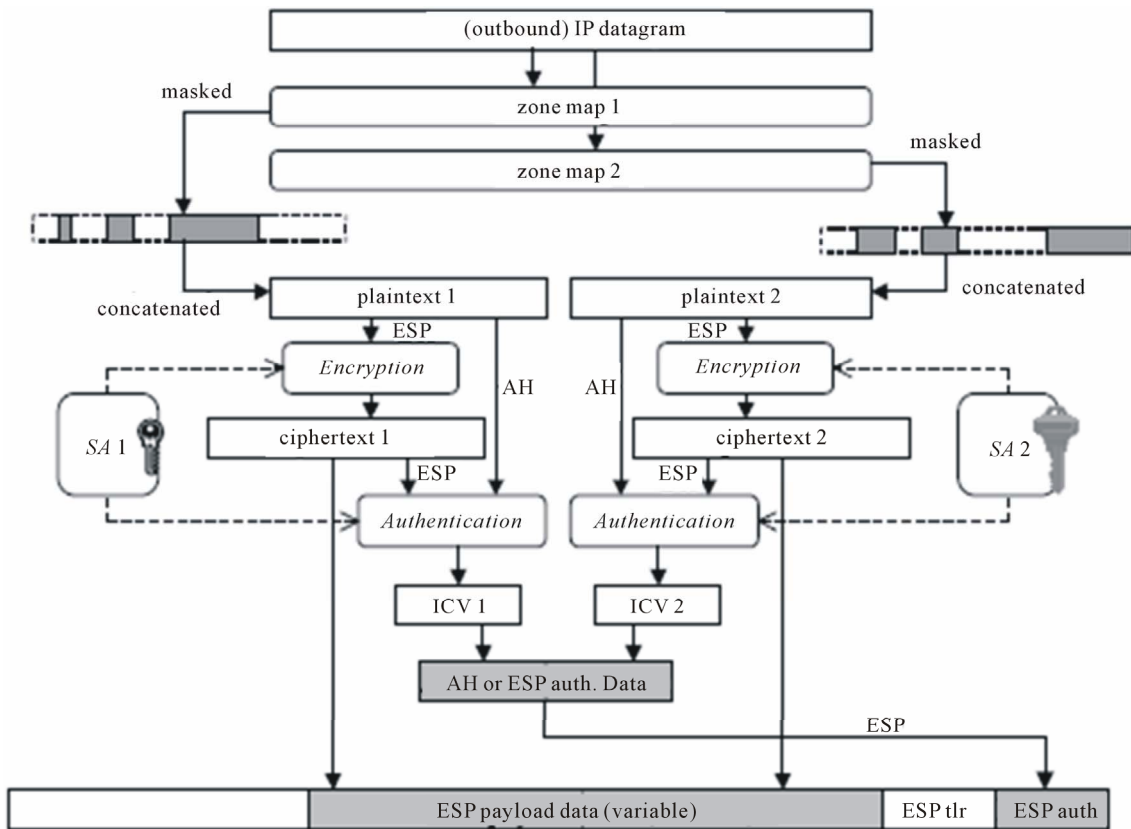 (outbound) IP datagram
masked
zone map 1
masked
zone map 2
concatenated
plaintext 1
plaintext 2
concatenated
ESP
ESP
Encryption
Encryption
AH
AH
SA 1
ciphertext 1
ciphertext 2
SA 2
ESP
ESP
Authentication
Authentication
ICV 1
ICV 2
AH or ESP auth. Data
ESP
ESP payload data (variable)
ESP tlr
ESP auth